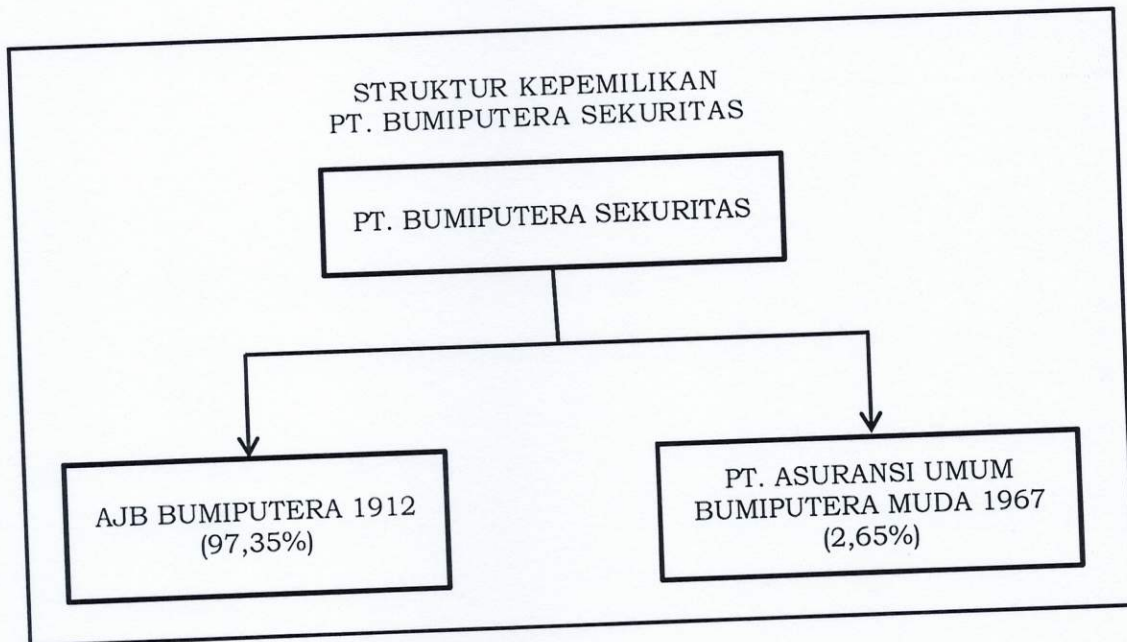 STRUKTUR KEPEMILIKAN
PT. BUMIPUTERA SEKURITAS
PT. BUMIPUTERA SEKURITAS
AJB BUMIPUTERA 1912
(97,35%)
PT. ASURANSI UMUM
BUMIPUTERA MUDA 1967
(2,65%)